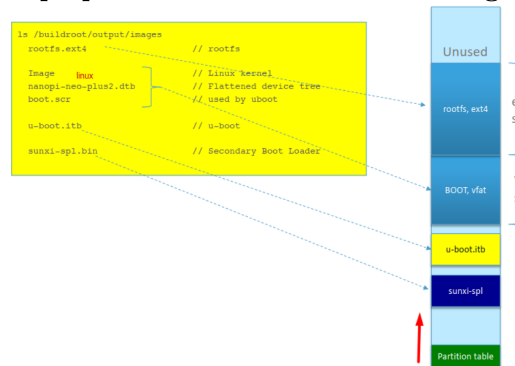 ls /buildroot/output/images
rootfs.ext4 // rootfs
Image linux // Linux kernel
nanopi-neo-plus2.dtb // Flattened device tree
boot.scr // used by uboot
u-boot.itb // u-boot
sunxi-spl.bin // Secondary Boot Loader
Unused
rootfs, ext4
BOOT, vfat
u-boot.itb
sunxi-spl
Partition table